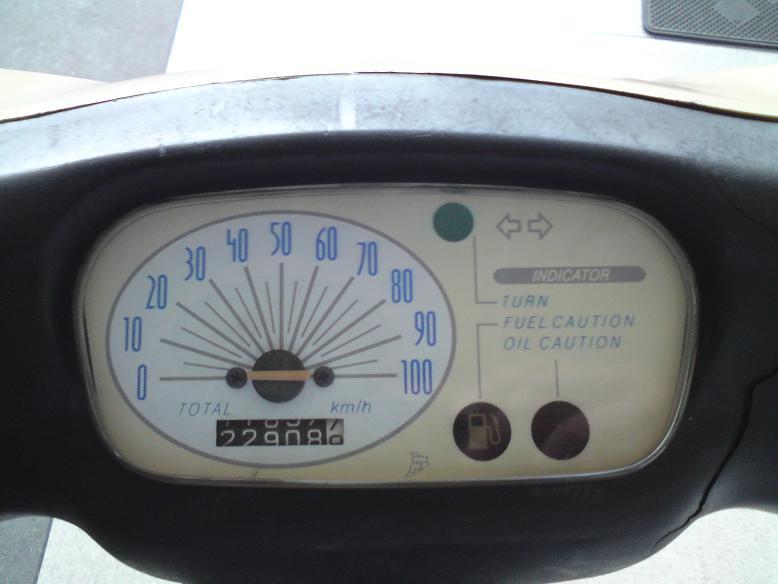 0
10
20
30
40
50
60
70
80
90
100
TOTAL km/h
22908
INDICATOR
TURN
FUEL CAUTION
OIL CAUTION